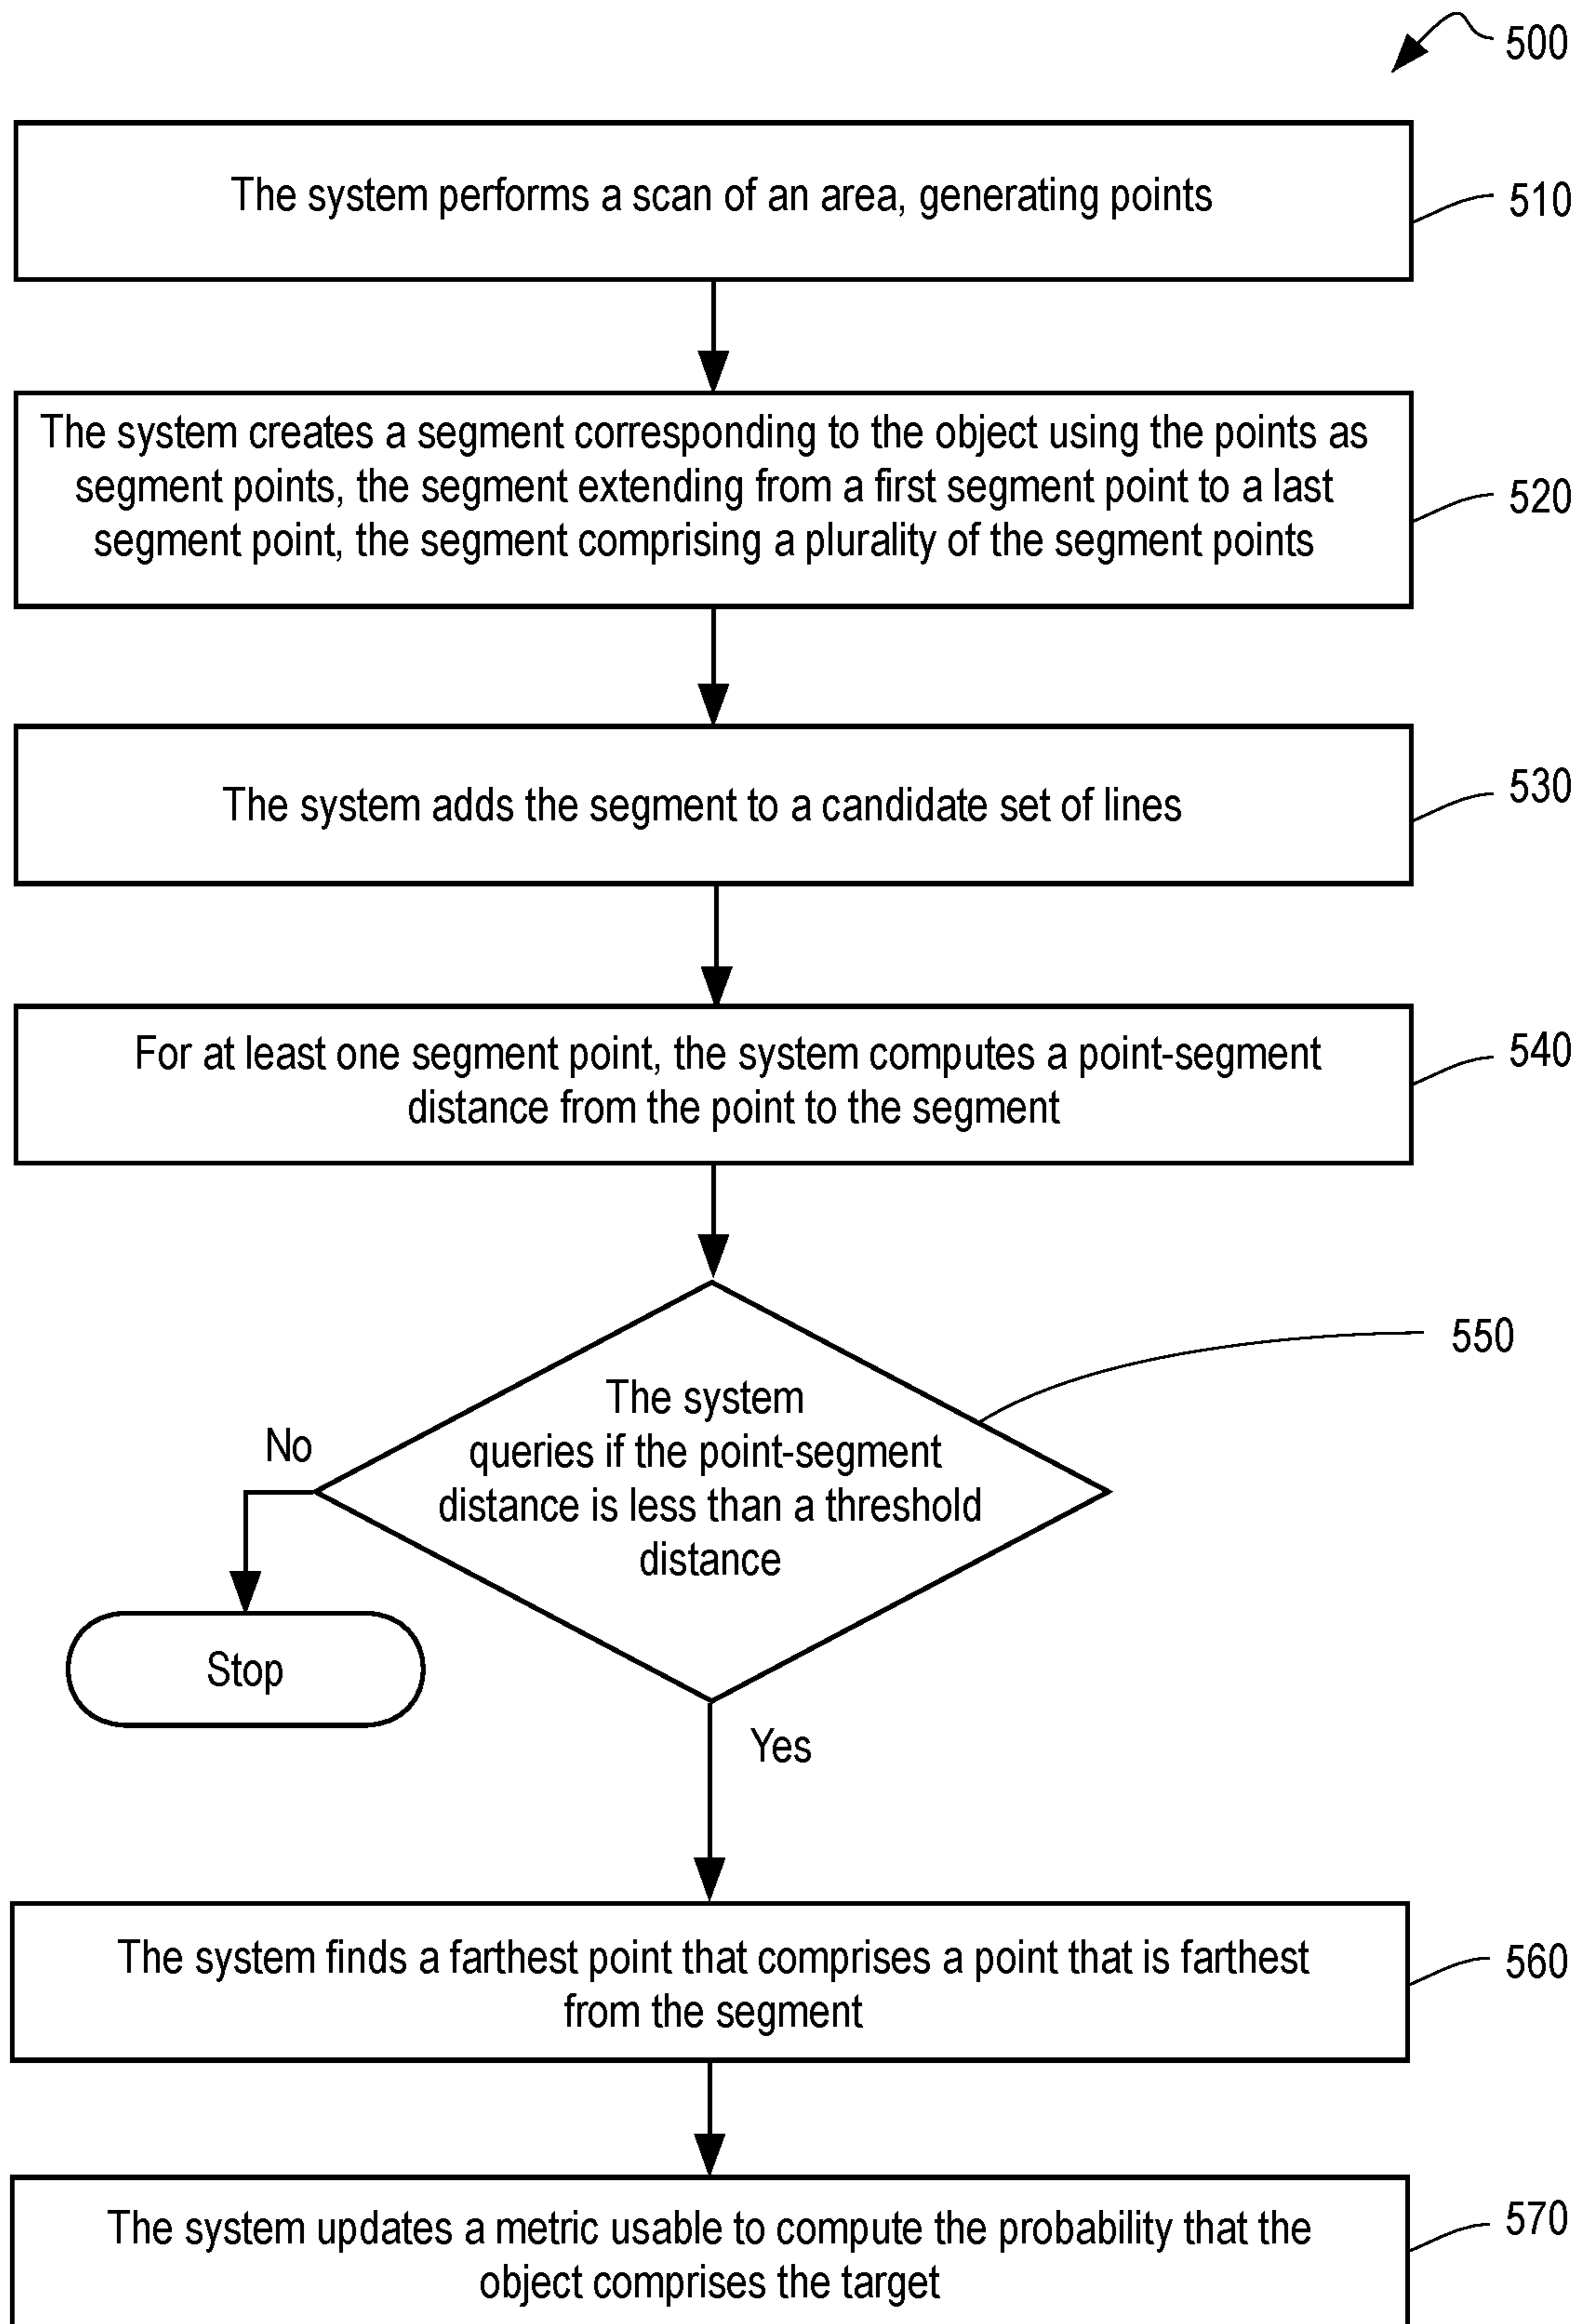 500
The system performs a scan of an area, generating points
510
The system creates a segment corresponding to the object using the points as
segment points, the segment extending from a first segment point to a last
segment point, the segment comprising a plurality of the segment points
520
The system adds the segment to a candidate set of lines
530
For at least one segment point, the system computes a point-segment
distance from the point to the segment
540
The system
queries if the point-segment
distance is less than a threshold
distance
550
No
Stop
Yes
The system finds a farthest point that comprises a point that is farthest
from the segment
560
The system updates a metric usable to compute the probability that the
object comprises the target
570